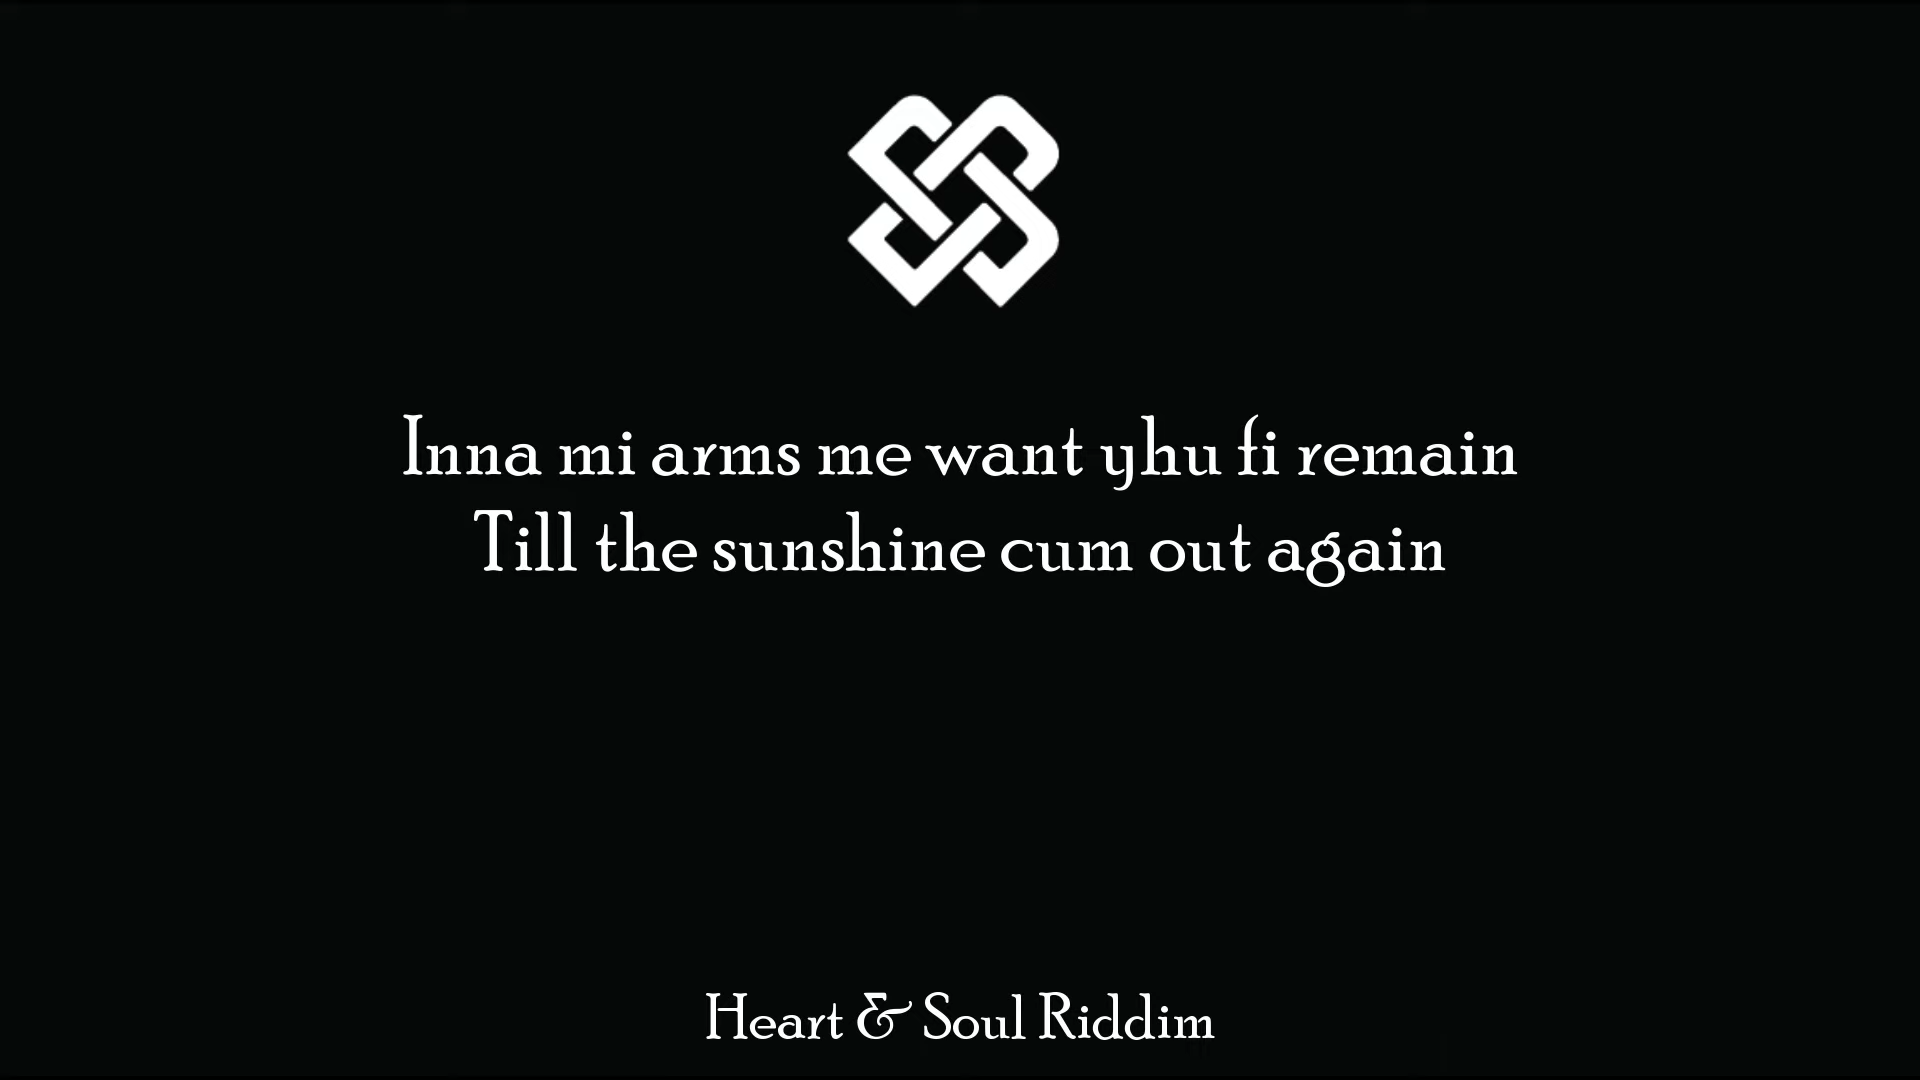 Inna mi arms me want yhu fi remain
Till the sunshine cum out again
Heart & Soul Riddim